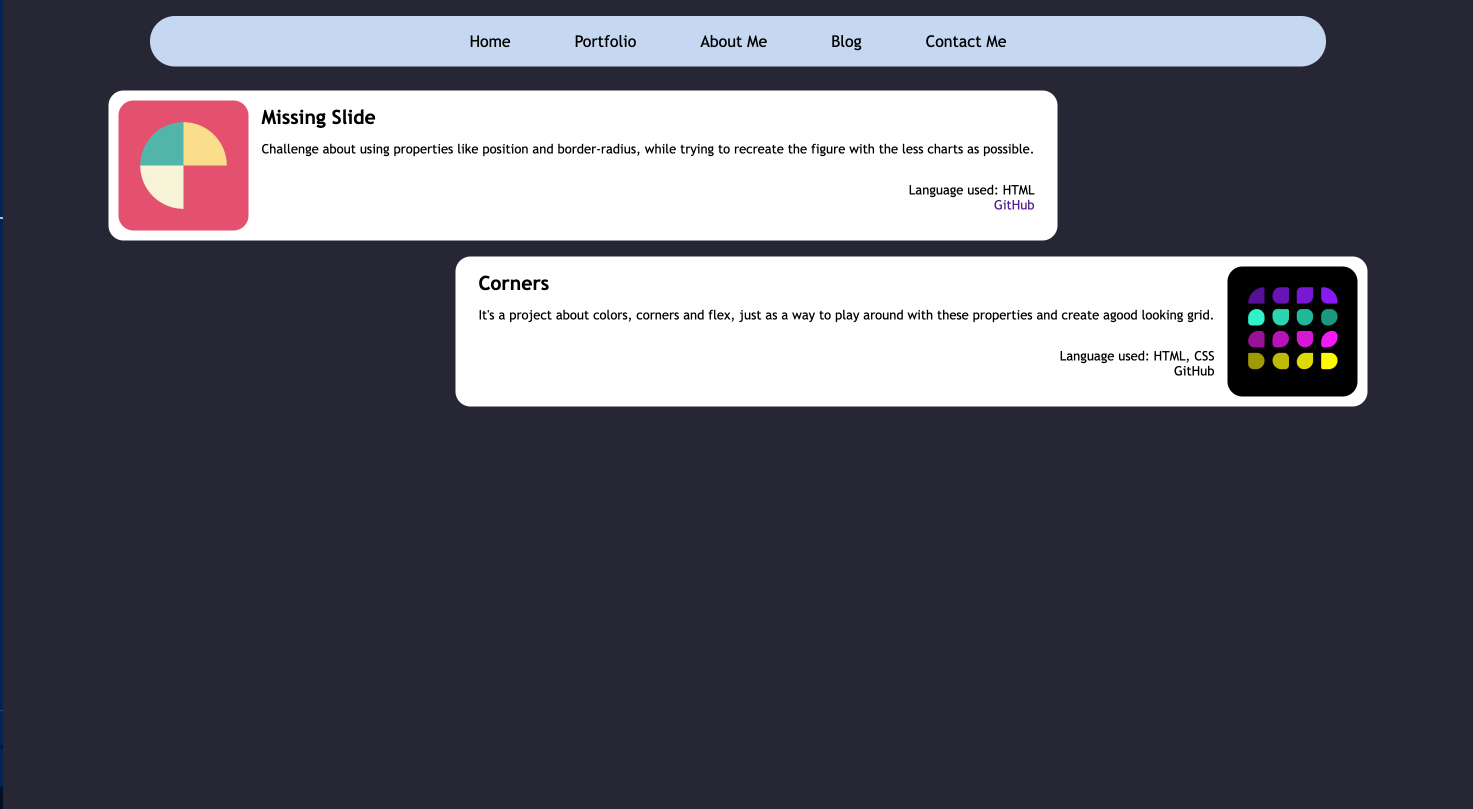 Home Portfolio About Me Blog Contact Me
Missing Slide
Challenge about using properties like position and border-radius, while trying to recreate the figure with the less charts as possible.
Language used: HTML
GitHub
Corners
It's a project about colors, corners and flex, just as a way to play around with these properties and create agood looking grid.
Language used: HTML, CSS
GitHub